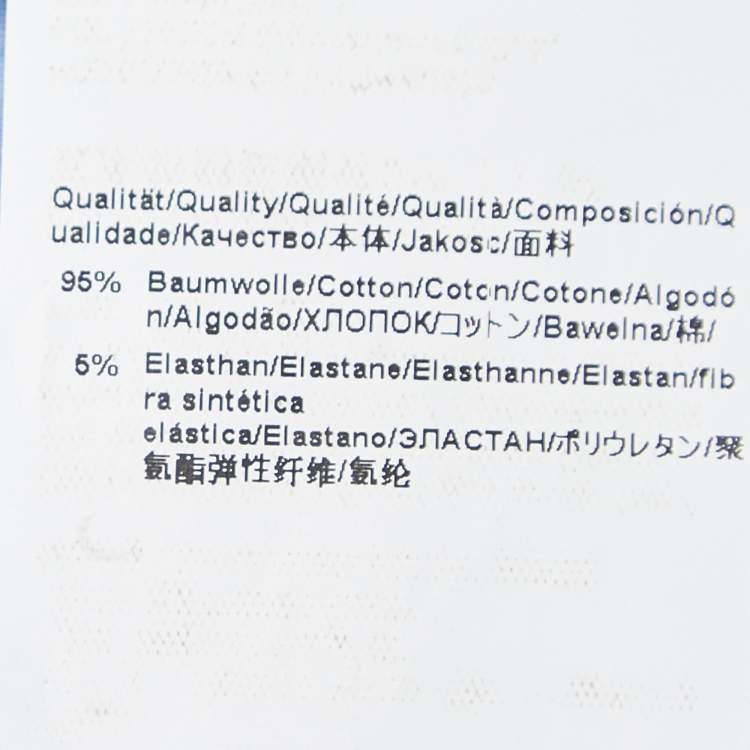 Qualität/Quality/Qualité/Qualità/Composición/Q
ualidade/Качество/本体/Jakosc/面料
95% Baumwolle/Cotton/Coton/Cotone/Algodó
n/Algodão/ХЛОПОК/コットン/Bawelna/棉/
5% Elasthan/Elastane/Elasthanne/Elastan/fib
ra sintética
elástica/Elastano/ЭЛАСТАН/ポリウレタン/聚
氨酯弹性纤维/氨纶